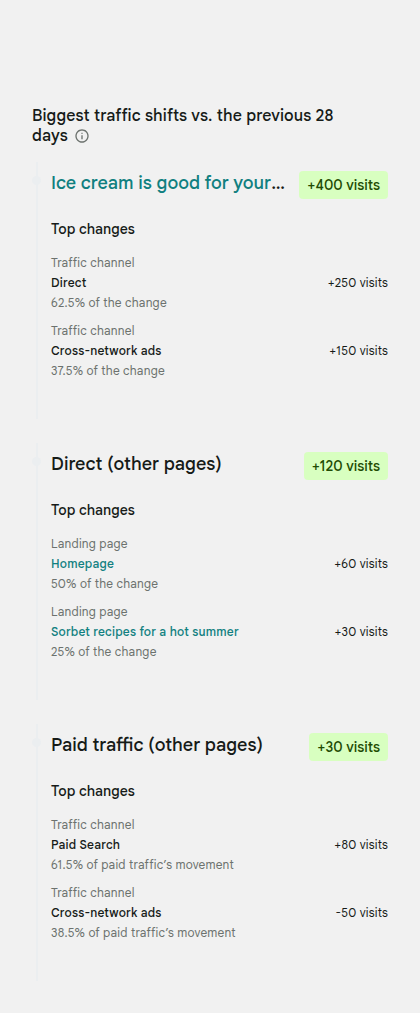 Biggest traffic shifts vs. the previous 28
days
Ice cream is good for your...
+400 visits
Top changes
Traffic channel
Direct
+250 visits
62.5% of the change
Traffic channel
Cross-network ads
+150 visits
37.5% of the change
Direct (other pages)
+120 visits
Top changes
Landing page
Homepage
+60 visits
50% of the change
Landing page
Sorbet recipes for a hot summer
+30 visits
25% of the change
Paid traffic (other pages)
+30 visits
Top changes
Traffic channel
Paid Search
+80 visits
61.5% of paid traffic's movement
Traffic channel
Cross-network ads
-50 visits
38.5% of paid traffic's movement